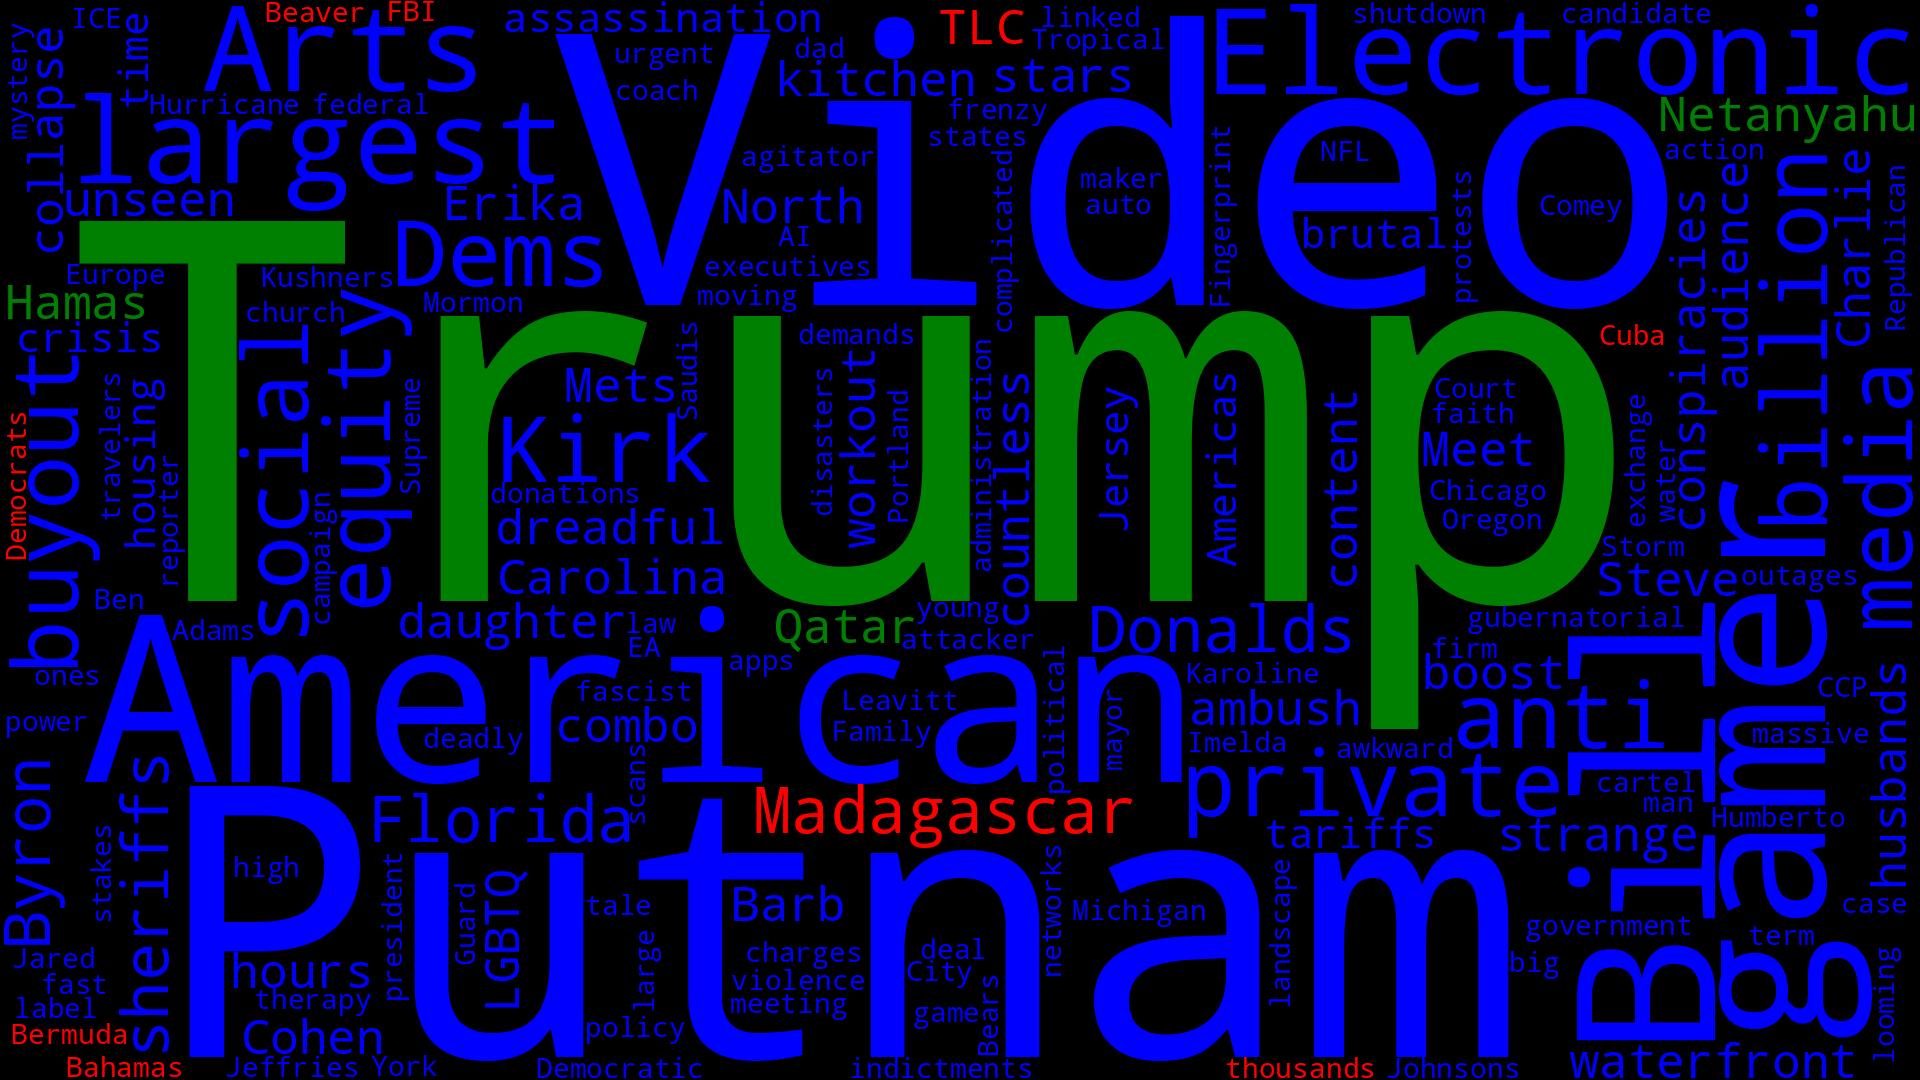 ICE Beaver FBI assassination TLC linked shutdown candidate
mystery collapse time Arts urgent dad Tropical Electronic
coach kitchen stars
Hurricane federal frenzy Netanyahu
largest Video states
agitator NFL action
unseen Erika North complicated maker auto Fingerprint Comey
Dems AI brutal protests conspiracies audience billion Charlie Republican
Europe Kushners executives
Hamas church Mormon moving
crisis equity Saudis demands Cuba
Trump
buyout travelers housing social Supreme Mets disasters workout Portland administration countless Jersey Americas content Court faith exchange water media
Democrats reporter campaign Kirk Meet
donations Chicago
dreadful Oregon
Storm
Carolina Steve outages
Ben young
Adams daughter law Qatar Donalds gubernatorial
EA attacker firm
ones American apps Karoline boost Bill gamer CCP
fascist Leavitt political mayor ambush anti husbands
power combo Family
deadly scans Imelda awkward massive
Byron sheriffs private cartel
man
Florida Madagascar tariffs strange Humberto
Putnam
stakes high president Guard LGBTQ tale large Barb networks Michigan landscape case
government term
Jared hours charges deal big
fast therapy violence City
label meeting game Bears looming
Bermuda Cohen policy
Bahamas Jeffries York Democratic indictments thousands Johnsons waterfront